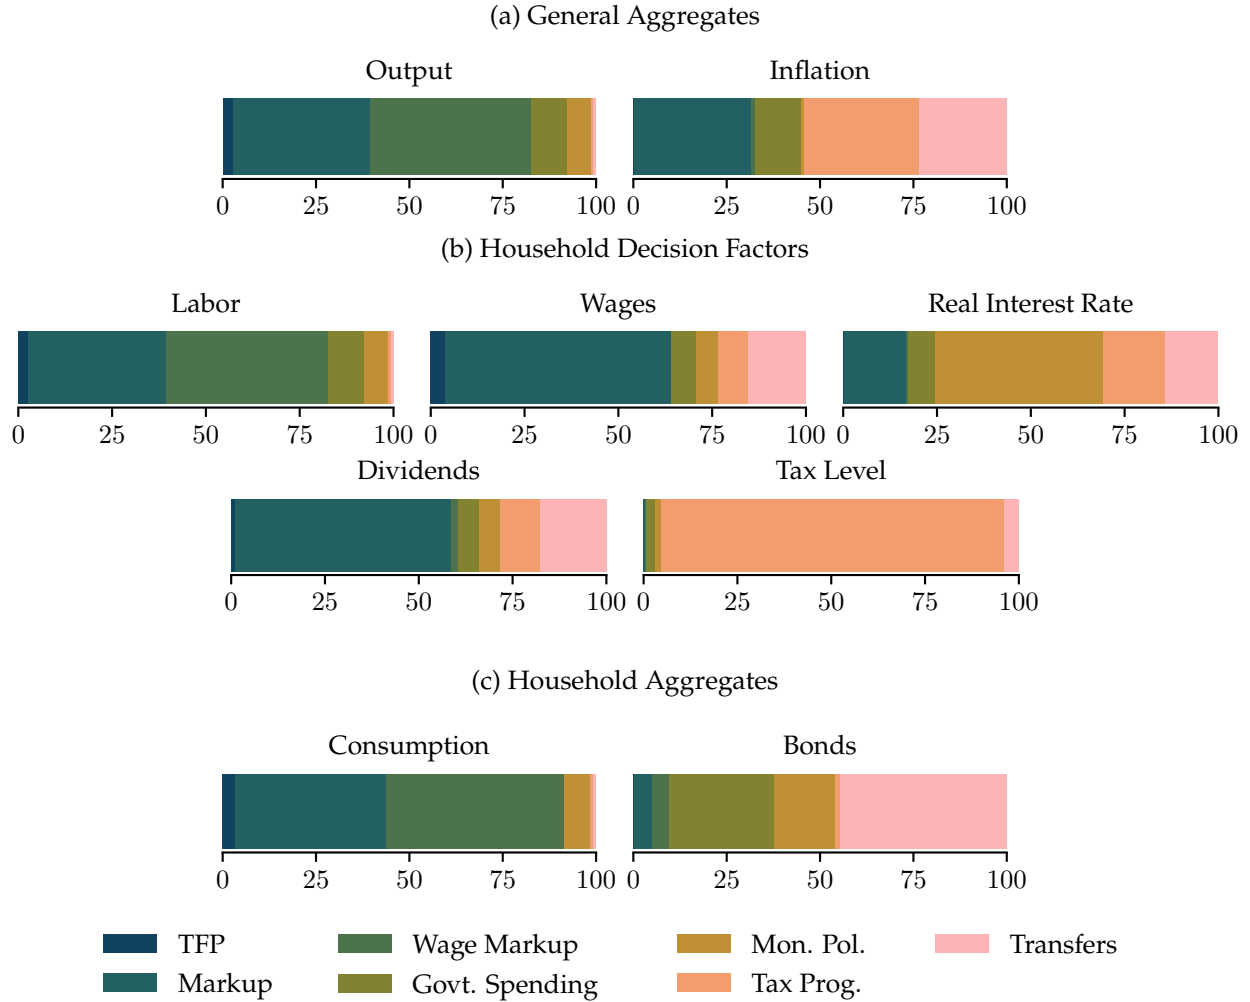 (a) General Aggregates
Output Inflation
0 25 50 75 100 0 25 50 75 100
(b) Household Decision Factors
Labor Wages Real Interest Rate
0 25 50 75 100 0 25 50 75 100 0 25 50 75 100
Dividends Tax Level
0 25 50 75 100 0 25 50 75 100
(c) Household Aggregates
Consumption Bonds
0 25 50 75 100 0 25 50 75 100
TFP Wage Markup Mon. Pol. Transfers
Markup Govt. Spending Tax Prog.